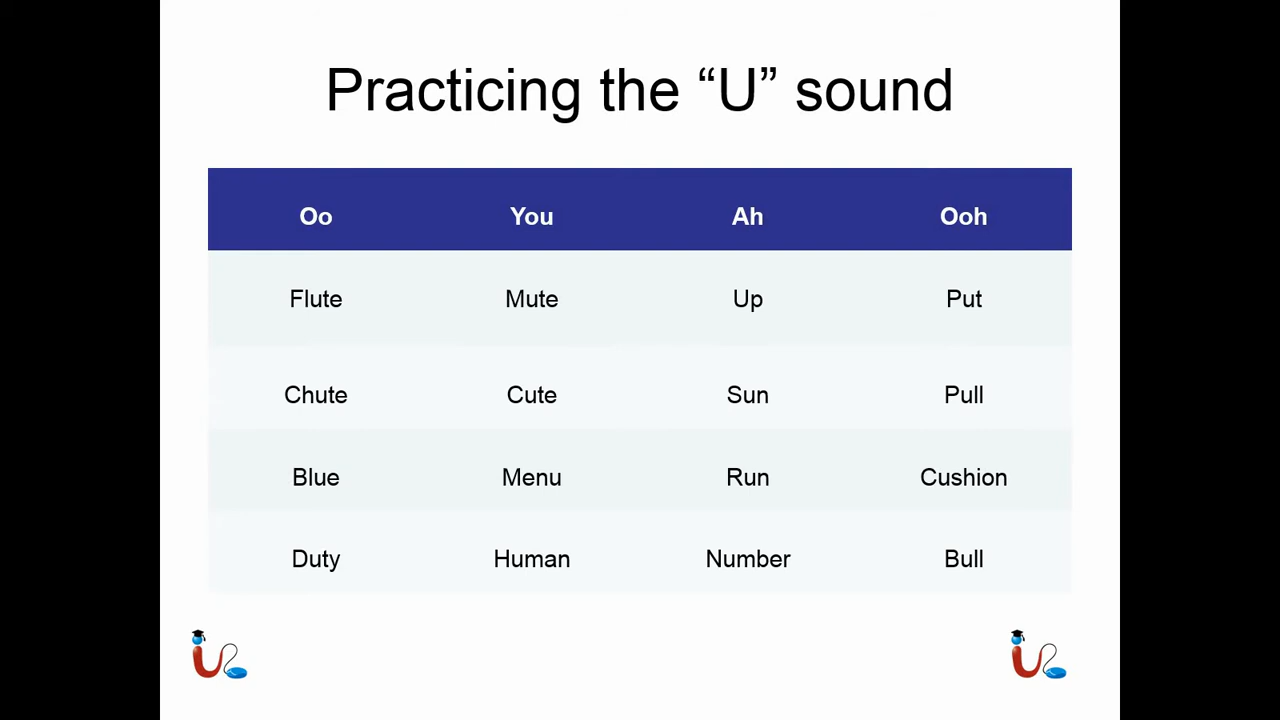 Practicing the “U” sound
Oo You Ah Ooh
Flute Mute Up Put
Chute Cute Sun Pull
Blue Menu Run Cushion
Duty Human Number Bull